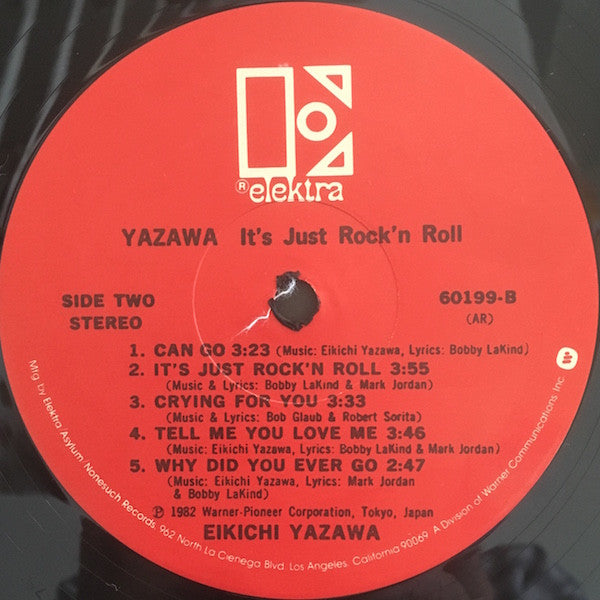 ® elektra
YAZAWA It's Just Rock'n Roll
SIDE TWO
STEREO
60199-B
(AR)
1. CAN GO 3:23 (Music: Eikichi Yazawa, Lyrics: Bobby LaKind)
2. IT'S JUST ROCK'N ROLL 3:55
(Music & Lyrics: Bobby LaKind & Mark Jordan)
3. CRYING FOR YOU 3:33
(Music & Lyrics: Bob Glaub & Robert Sorita)
4. TELL ME YOU LOVE ME 3:46
(Music: Eikichi Yazawa, Lyrics: Bobby LaKind & Mark Jordan)
5. WHY DID YOU EVER GO 2:47
(Music: Eikichi Yazawa, Lyrics: Mark Jordan
& Bobby LaKind)
℗ 1982 Warner-Pioneer Corporation, Tokyo, Japan
EIKICHI YAZAWA
Mfg by Elektra/Asylum/Nonesuch Records, 962 North La Cienega Blvd. Los Angeles, California 90069. A Division of Warner Communications Inc